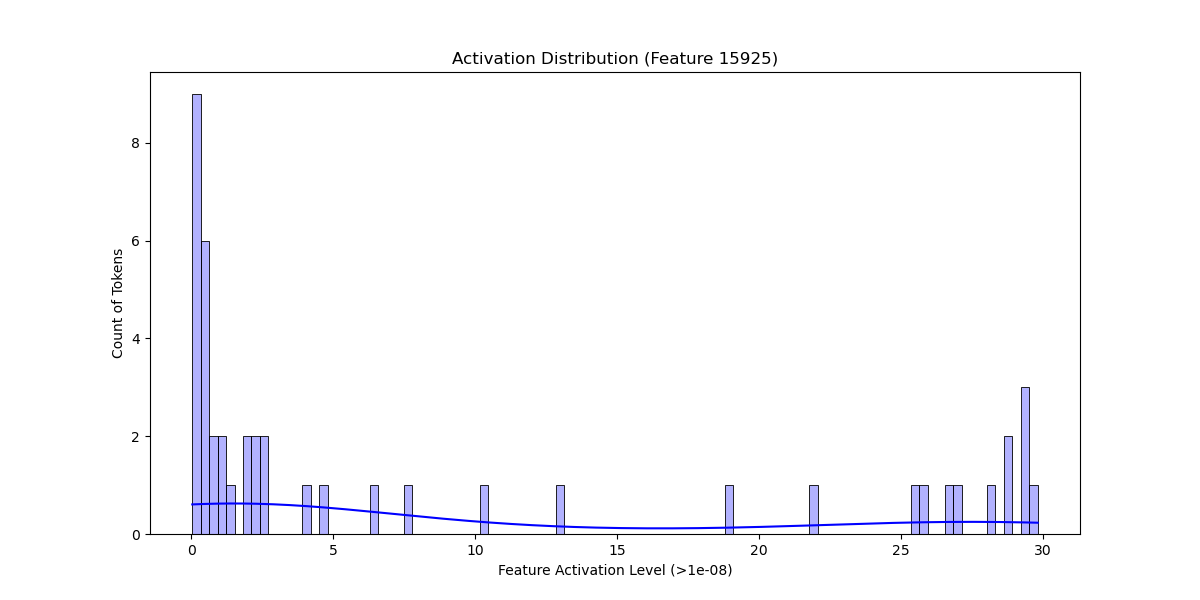 Activation Distribution (Feature 15925)
Count of Tokens
8
6
4
2
0
0 5 10 15 20 25 30
Feature Activation Level (>1e-08)